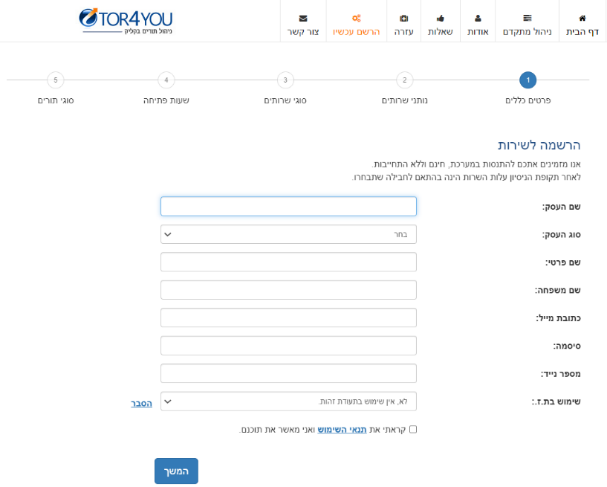 TOR4YOU
ניהול תורים בקליק
דף הבית
ניהול מתקדם
אודות
שאלות
עזרה
הרשם עכשיו
צור קשר
1
2
3
4
5
פרטים כללים
נותני שרותים
סוגי שרותים
שעות פתיחה
סוגי תורים
הרשמה לשירות
אנו מזמינים אתכם להתנסות במערכת, חינם וללא התחייבות.
לאחר תקופת הניסיון עלות השרות הינה בהתאם לחבילה שתבחרו.
שם העסק:
סוג העסק:
בחר
שם פרטי:
שם משפחה:
כתובת מייל:
סיסמה:
מספר נייד:
שימוש בת.ז.:
לא, אין שימוש בתעודת זהות.
הסבר
קראתי את תנאי השימוש ואני מאשר את תוכנם.
המשך